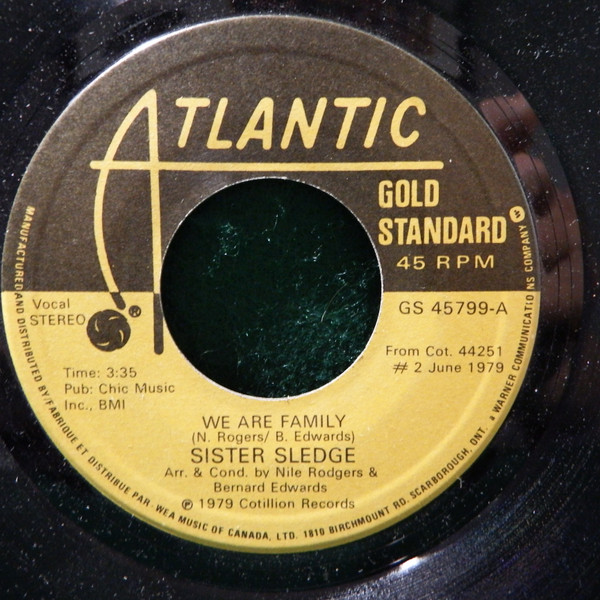 ATLANTIC
GOLD
STANDARD
45 RPM
Vocal
STEREO
®
GS 45799-A
From Cot. 44251
# 2 June 1979
Time: 3:35
Pub: Chic Music
Inc., BMI
WE ARE FAMILY
(N. Rogers/ B. Edwards)
SISTER SLEDGE
Arr. & Cond. by Nile Rodgers &
Bernard Edwards
℗ 1979 Cotillion Records
MANUFACTURED AND DISTRIBUTED BY/FABRIQUE ET DISTRIBUE PAR WEA MUSIC OF CANADA, LTD. 1810 BIRCHMOUNT RD. SCARBOROUGH, ONT. A WARNER COMMUNICATIONS COMPANY